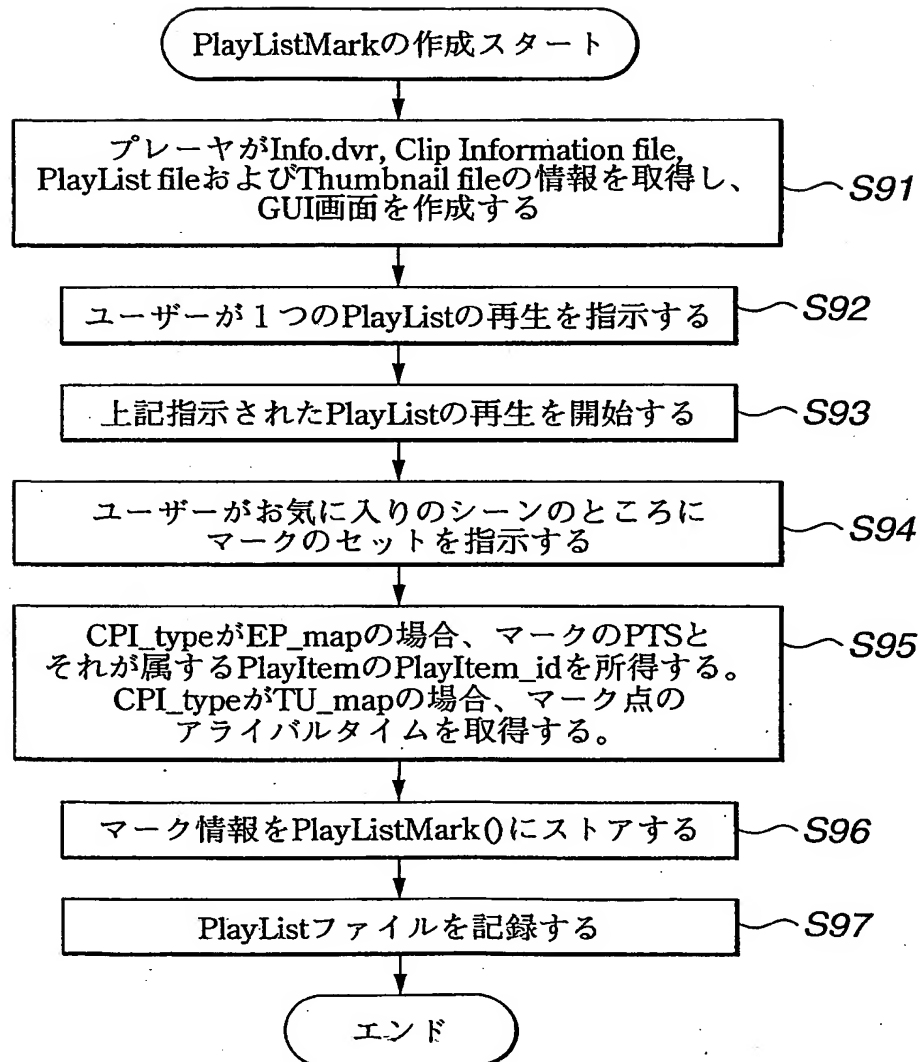 PlayListMarkの作成スタート
プレーヤがInfo.dvr, Clip Information file,
PlayList fileおよびThumbnail fileの情報を取得し、
GUI画面を作成する
S91
ユーザーが1つのPlayListの再生を指示する
S92
上記指示されたPlayListの再生を開始する
S93
ユーザーがお気に入りのシーンのところに
マークのセットを指示する
S94
CPI_typeがEP_mapの場合、マークのPTSと
それが属するPlayItemのPlayItem_idを所得する。
CPI_typeがTU_mapの場合、マーク点の
アライバルタイムを取得する。
S95
マーク情報をPlayListMark()にストアする
S96
PlayListファイルを記録する
S97
エンド